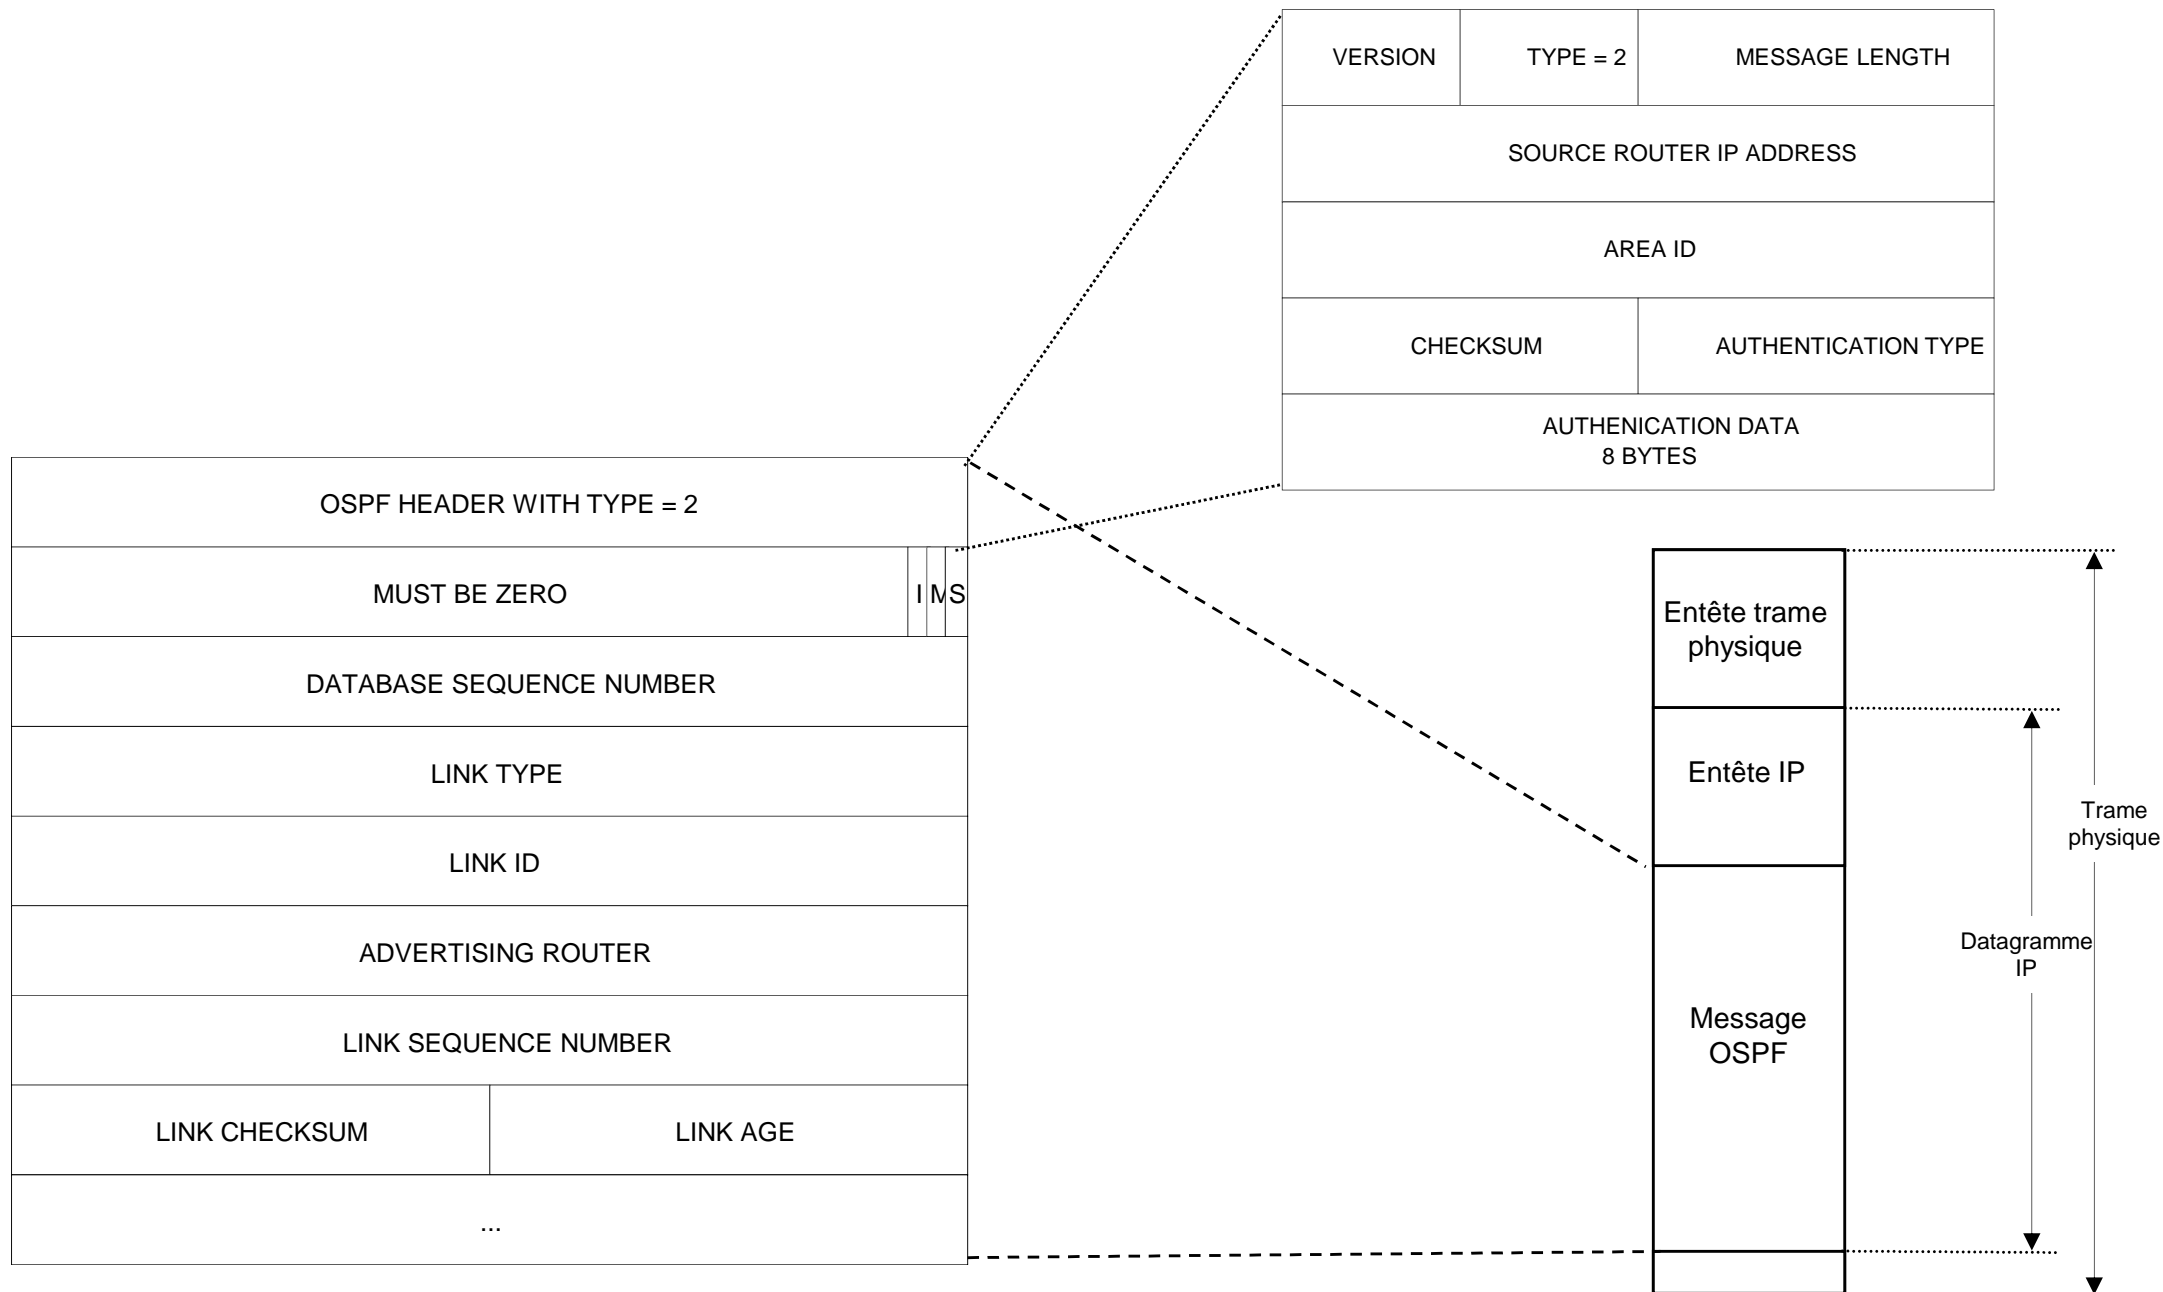 VERSION
TYPE = 2
MESSAGE LENGTH
SOURCE ROUTER IP ADDRESS
AREA ID
CHECKSUM
AUTHENTICATION TYPE
AUTHENICATION DATA
8 BYTES
OSPF HEADER WITH TYPE = 2
MUST BE ZERO
I
M
S
DATABASE SEQUENCE NUMBER
LINK TYPE
LINK ID
ADVERTISING ROUTER
LINK SEQUENCE NUMBER
LINK CHECKSUM
LINK AGE
...
Entête trame
physique
Entête IP
Message
OSPF
Datagramme
IP
Trame
physique